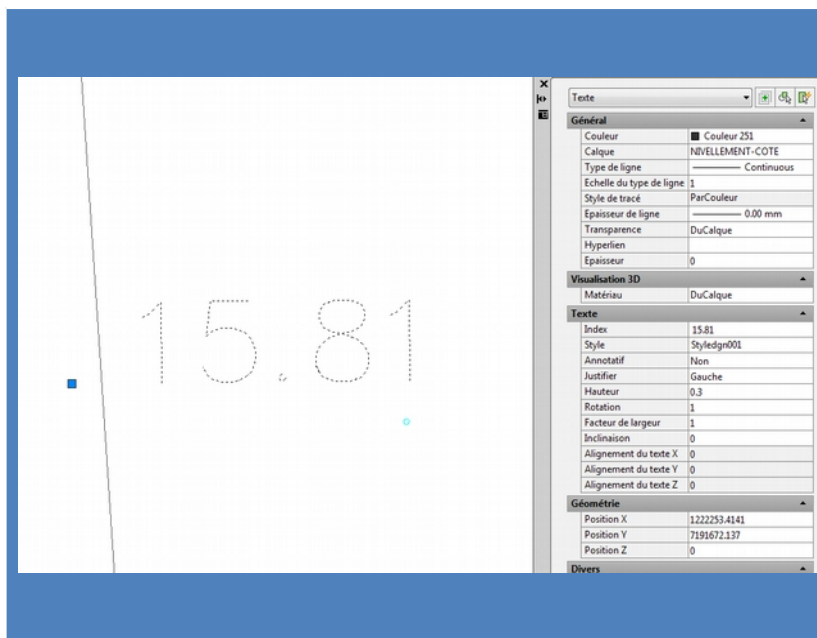 15.81
Texte
Général
Couleur Couleur 251
Calque NIVELLEMENT-COTE
Type de ligne Continuous
Echelle du type de ligne 1
Style de tracé ParCouleur
Epaisseur de ligne 0.00 mm
Transparence DuCalque
Hyperlien
Epaisseur 0
Visualisation 3D
Matériau DuCalque
Texte
Index 15.81
Style Styledgn001
Annotatif Non
Justifier Gauche
Hauteur 0.3
Rotation 1
Facteur de largeur 1
Inclinaison 0
Alignement du texte X 0
Alignement du texte Y 0
Alignement du texte Z 0
Géométrie
Position X 1222253.4141
Position Y 7191672.137
Position Z 0
Divers